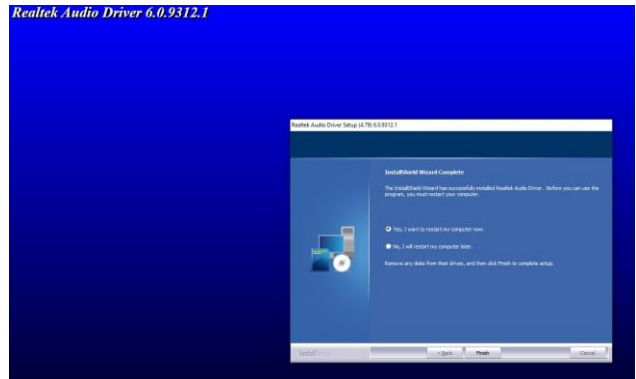 Realtek Audio Driver 6.0.9312.1
Realtek Audio Driver Setup (4.79) 6.0.9312.1
InstallShield Wizard Complete
The InstallShield Wizard has successfully installed Realtek Audio Driver. Before you can use the
program, you must restart your computer.
Yes, I want to restart my computer now.
No, I will restart my computer later.
Remove any disks from their drives, and then click Finish to complete setup.
InstallShield
< Back
Finish
Cancel